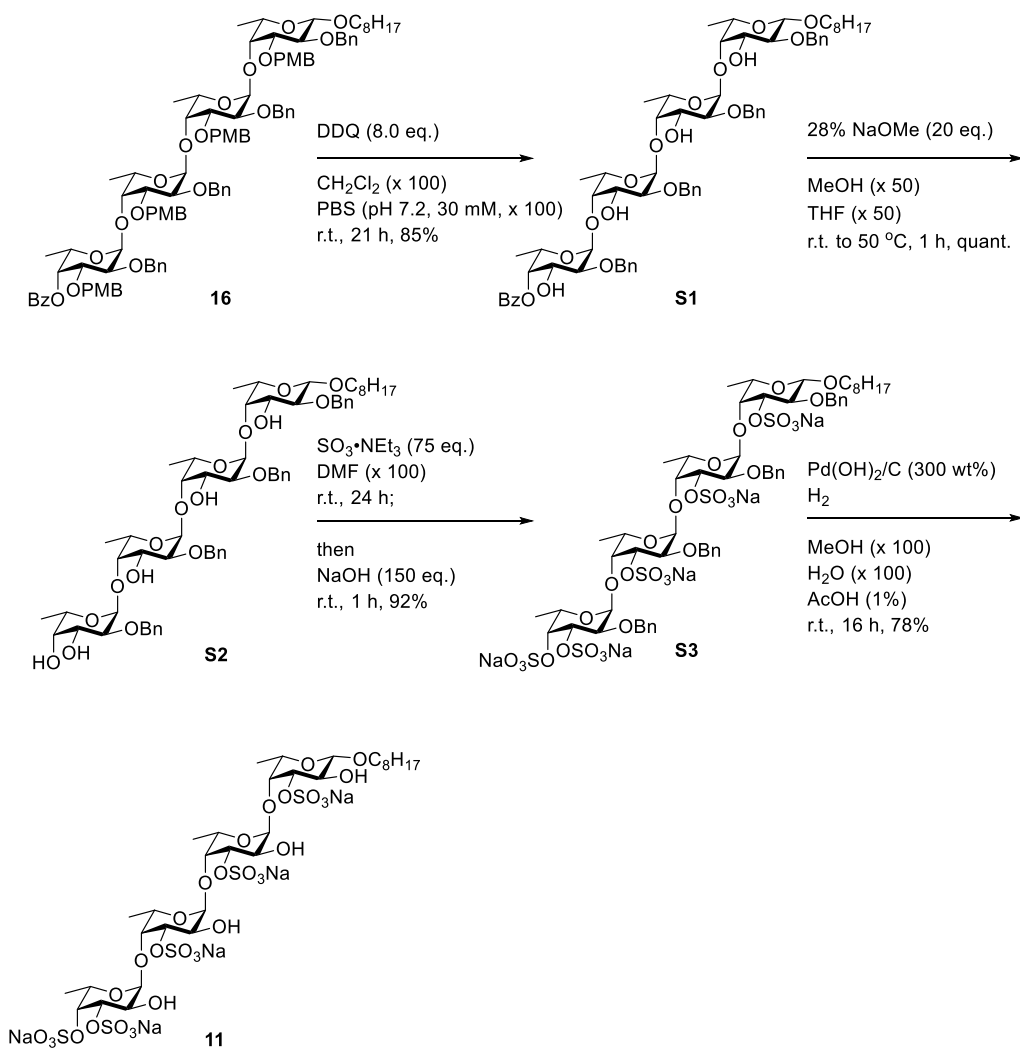 O OC8H17
OBn
OPMB
O
O
OBn
OPMB
O
O
OBn
OPMB
O
O
OBn
OPMB
BzO
16
DDQ (8.0 eq.)
CH2Cl2 (x 100)
PBS (pH 7.2, 30 mM, x 100)
r.t., 21 h, 85%
O OC8H17
OBn
OH
O
O
OBn
OH
O
O
OBn
OH
O
O
OBn
OH
BzO
S1
28% NaOMe (20 eq.)
MeOH (x 50)
THF (x 50)
r.t. to 50 °C, 1 h, quant.
O OC8H17
OBn
OH
O
O
OBn
OH
O
O
OBn
OH
O
O
OBn
OH
HO
S2
SO3•NEt3 (75 eq.)
DMF (x 100)
r.t., 24 h;
then
NaOH (150 eq.)
r.t., 1 h, 92%
O OC8H17
OBn
OSO3Na
O
O
OBn
OSO3Na
O
O
OBn
OSO3Na
O
O
OBn
OSO3Na
NaO3SO
S3
Pd(OH)2/C (300 wt%)
H2
MeOH (x 100)
H2O (x 100)
AcOH (1%)
r.t., 16 h, 78%
O OC8H17
OH
OSO3Na
O
O
OH
OSO3Na
O
O
OH
OSO3Na
O
O
OH
OSO3Na
NaO3SO
11